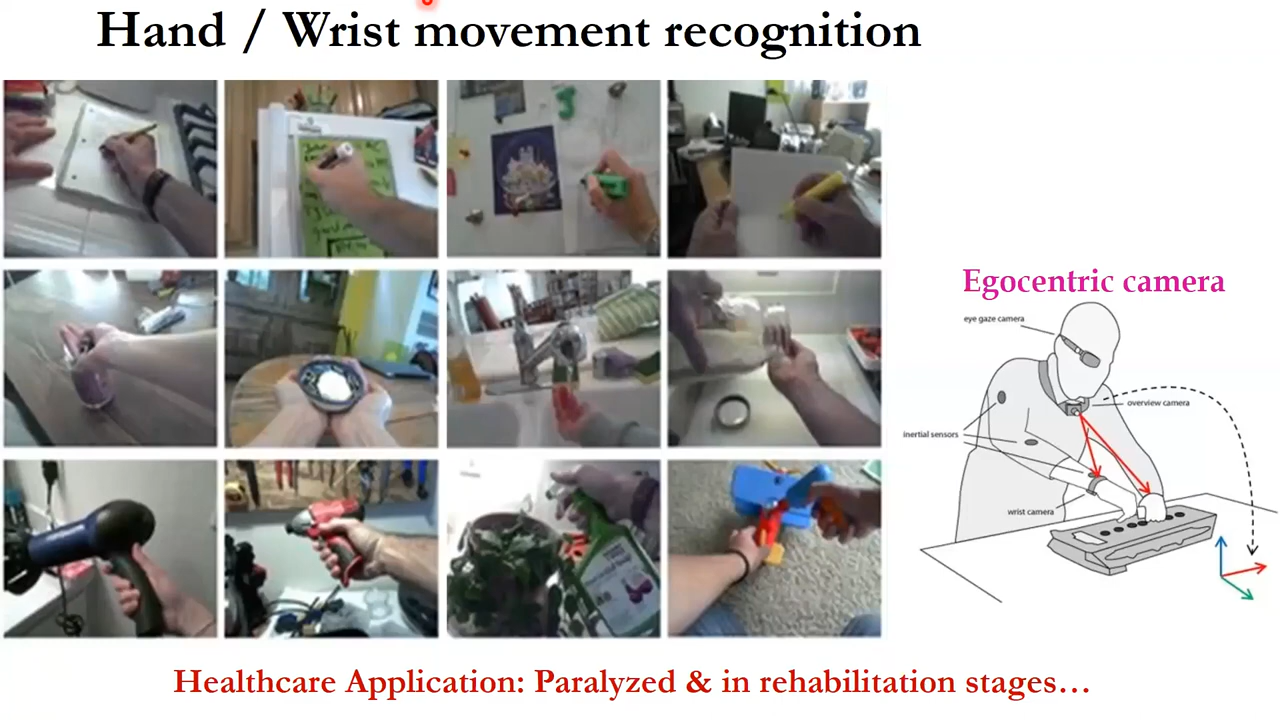 Hand / Wrist movement recognition
3
Egocentric camera
eye gaze camera
overview camera
inertial sensors
wrist camera
Healthcare Application: Paralyzed & in rehabilitation stages…